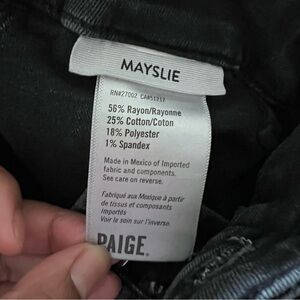 MAYSLIE
RN#27002 CA#51217
56% Rayon/Rayonne
25% Cotton/Coton
18% Polyester
1% Spandex
Made in Mexico of Imported
fabric and components.
See care on reverse.
Fabriqué aux Mexique à partir
de tissus et composants
importés
Voir le soin sur l'inverse.
PAIGE.